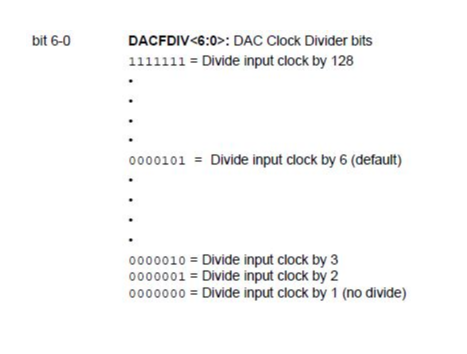 bit 6-0 DACFDIV<6:0>: DAC Clock Divider bits
1111111 = Divide input clock by 128
•
•
•
•
0000101 = Divide input clock by 6 (default)
•
•
•
•
0000010 = Divide input clock by 3
0000001 = Divide input clock by 2
0000000 = Divide input clock by 1 (no divide)